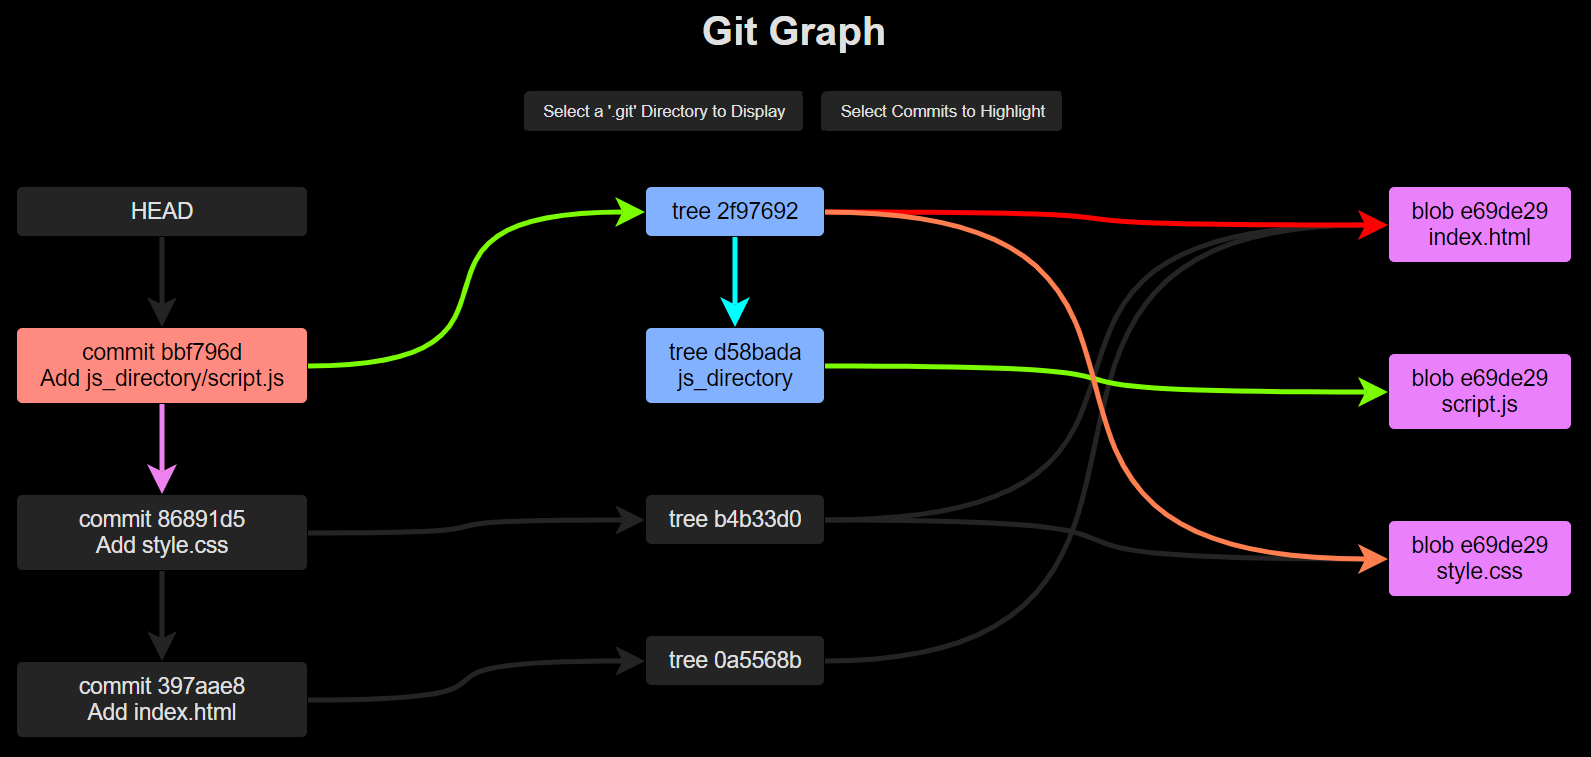 Git Graph
Select a '.git' Directory to Display
Select Commits to Highlight
HEAD
tree 2f97692
blob e69de29
index.html
commit bbf796d
Add js_directory/script.js
tree d58bada
js_directory
blob e69de29
script.js
commit 86891d5
Add style.css
tree b4b33d0
blob e69de29
style.css
commit 397aae8
Add index.html
tree 0a5568b